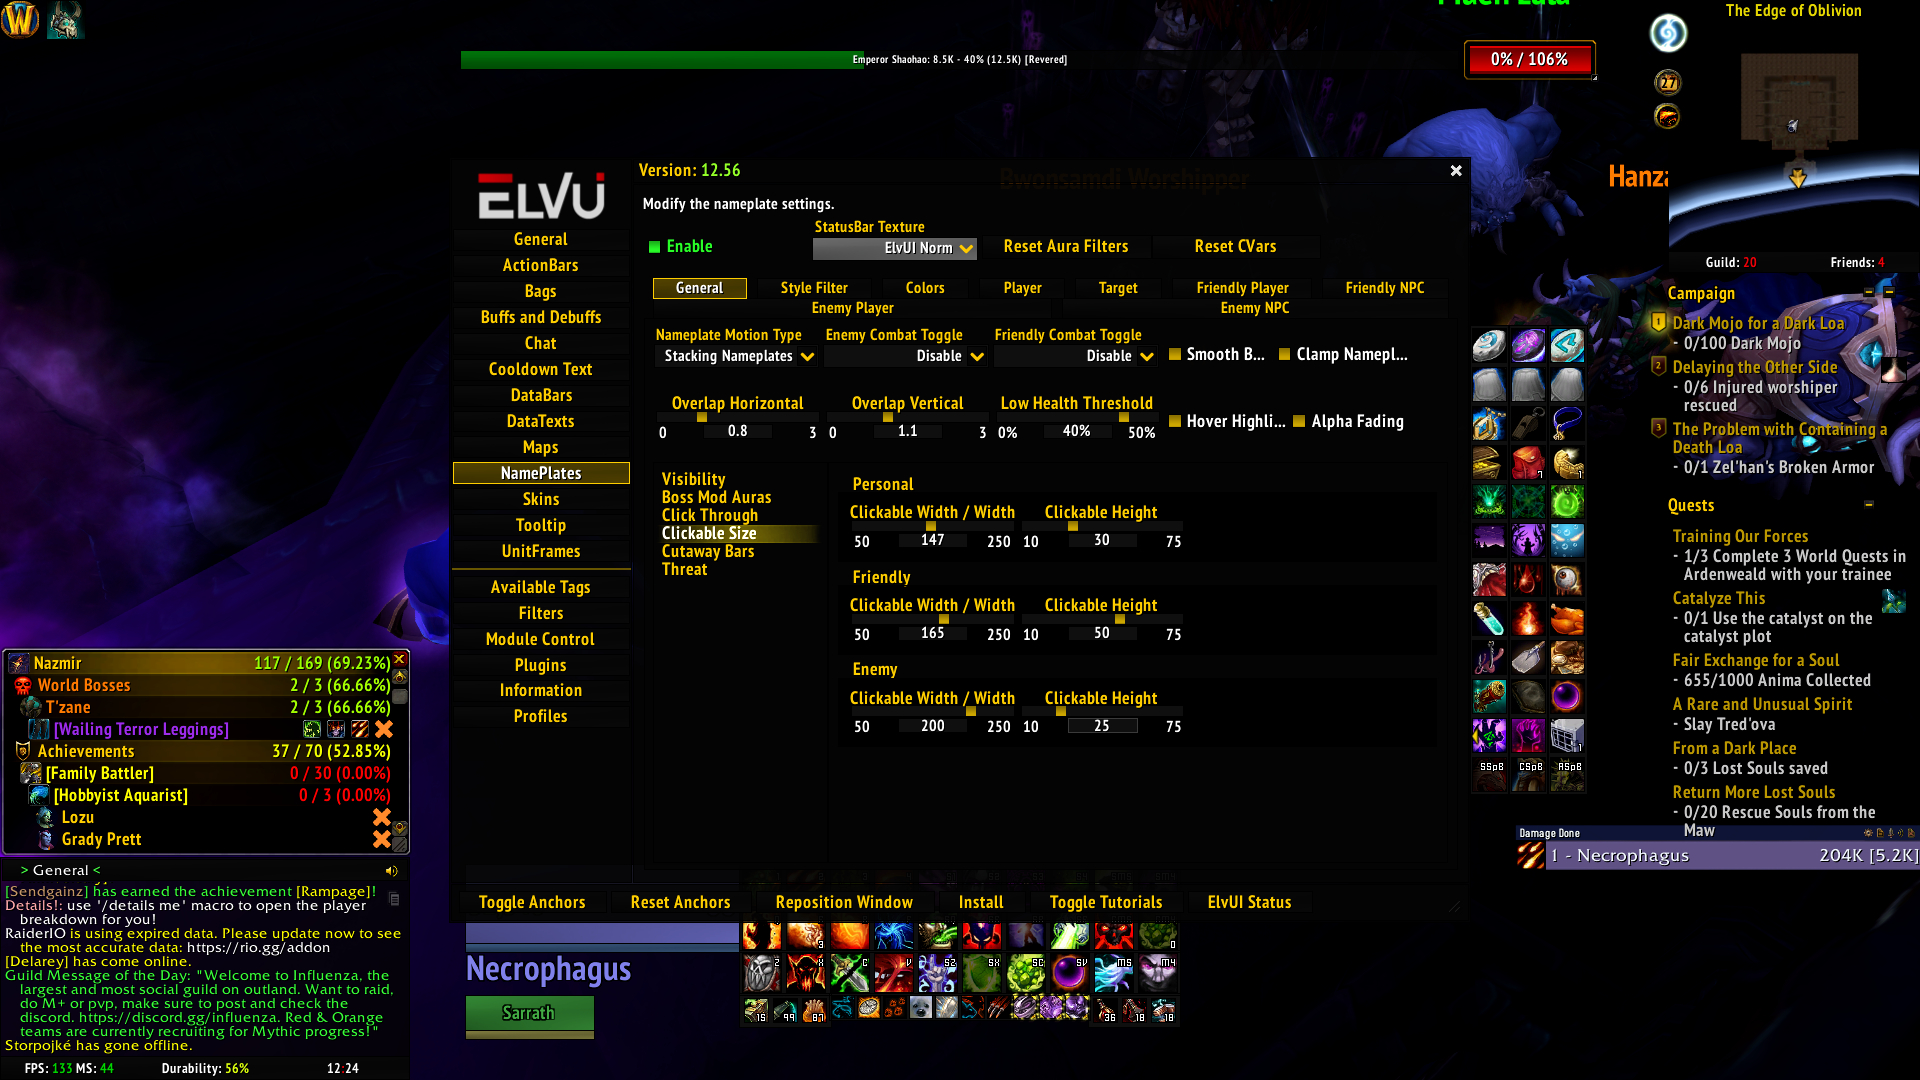 The Edge of Oblivion
Emperor Shaohao: 8.5K - 40% (12.5K) [Revered]
0% / 106%
27
Hanza
Guild: 20
Friends: 4
ELVUI
Version: 12.56
Bwonsamdi Worshipper
Modify the nameplate settings.
Enable
StatusBar Texture
ElvUI Norm
Reset Aura Filters
Reset CVars
General
Style Filter
Colors
Player
Target
Friendly Player
Friendly NPC
Enemy Player
Enemy NPC
Nameplate Motion Type
Enemy Combat Toggle
Friendly Combat Toggle
Stacking Nameplates
Disable
Disable
Smooth B...
Clamp Namepl...
Overlap Horizontal
Overlap Vertical
Low Health Threshold
0 0.8 3
0 1.1 3
0% 40% 50%
Hover Highli...
Alpha Fading
Visibility
Boss Mod Auras
Click Through
Clickable Size
Cutaway Bars
Threat
Personal
Clickable Width / Width
Clickable Height
50 147 250
10 30 75
Friendly
Clickable Width / Width
Clickable Height
50 165 250
10 50 75
Enemy
Clickable Width / Width
Clickable Height
50 200 250
10 25 75
General
ActionBars
Bags
Buffs and Debuffs
Chat
Cooldown Text
DataBars
DataTexts
Maps
NamePlates
Skins
Tooltip
UnitFrames
Available Tags
Filters
Module Control
Plugins
Information
Profiles
Toggle Anchors
Reset Anchors
Reposition Window
Install
Toggle Tutorials
ElvUI Status
Campaign
Dark Mojo for a Dark Loa
- 0/100 Dark Mojo
Delaying the Other Side
- 0/6 Injured worshiper
rescued
The Problem with Containing a
Death Loa
- 0/1 Zel'han's Broken Armor
Quests
Training Our Forces
- 1/3 Complete 3 World Quests in
Ardenweald with your trainee
Catalyze This
- 0/1 Use the catalyst on the
catalyst plot
Fair Exchange for a Soul
- 655/1000 Anima Collected
A Rare and Unusual Spirit
- Slay Tred'ova
From a Dark Place
- 0/3 Lost Souls saved
Return More Lost Souls
- 0/20 Rescue Souls from the
Maw
Damage Done
1 - Necrophagus 204K [5.2K]
Nazmir 117 / 169 (69.23%)
World Bosses 2 / 3 (66.66%)
T'zane 2 / 3 (66.66%)
[Wailing Terror Leggings]
Achievements 37 / 70 (52.85%)
[Family Battler] 0 / 30 (0.00%)
[Hobbyist Aquarist] 0 / 3 (0.00%)
Lozu
Grady Prett
> General <
[Sendgainz] has earned the achievement [Rampage]!
Details!: use '/details me' macro to open the player
breakdown for you!
RaiderIO is using expired data. Please update now to see
the most accurate data: https://rio.gg/addon
[Delarey] has come online.
Guild Message of the Day: "Welcome to Influenza, the
largest and most social guild on outland. Want to raid,
do M+ or pvp, make sure to post and check the
discord. https://discord.gg/influenza. Red & Orange
teams are currently recruiting for Mythic progress!"
Storpojké has gone offline.
FPS: 133 MS: 44
Durability: 56%
12:24
Necrophagus
Sarrath
SSpB CSpB ASpB
3 0
Z X C V SZ SX SC SV M5 M4
15 99 87 36 18 18